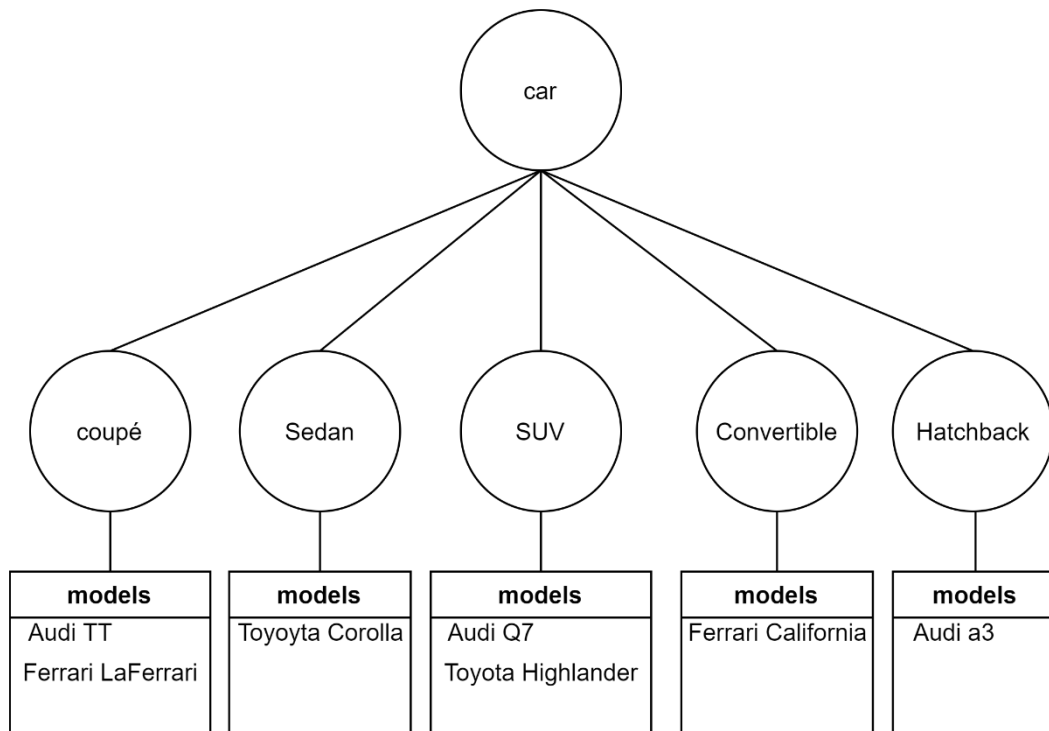 car
coupé
Sedan
SUV
Convertible
Hatchback
models
Audi TT
Ferrari LaFerrari
models
Toyoyta Corolla
models
Audi Q7
Toyota Highlander
models
Ferrari California
models
Audi a3